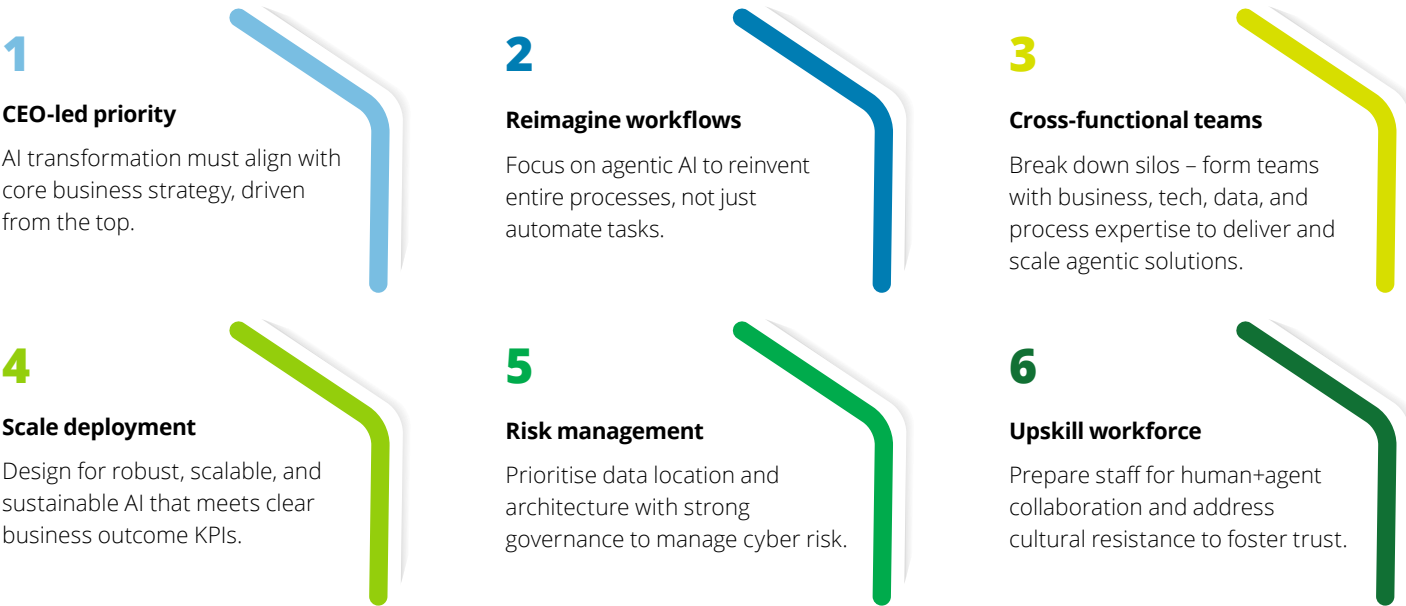 1
CEO-led priority
AI transformation must align with
core business strategy, driven
from the top.
2
Reimagine workflows
Focus on agentic AI to reinvent
entire processes, not just
automate tasks.
3
Cross-functional teams
Break down silos – form teams
with business, tech, data, and
process expertise to deliver and
scale agentic solutions.
4
Scale deployment
Design for robust, scalable, and
sustainable AI that meets clear
business outcome KPIs.
5
Risk management
Prioritise data location and
architecture with strong
governance to manage cyber risk.
6
Upskill workforce
Prepare staff for human+agent
collaboration and address
cultural resistance to foster trust.